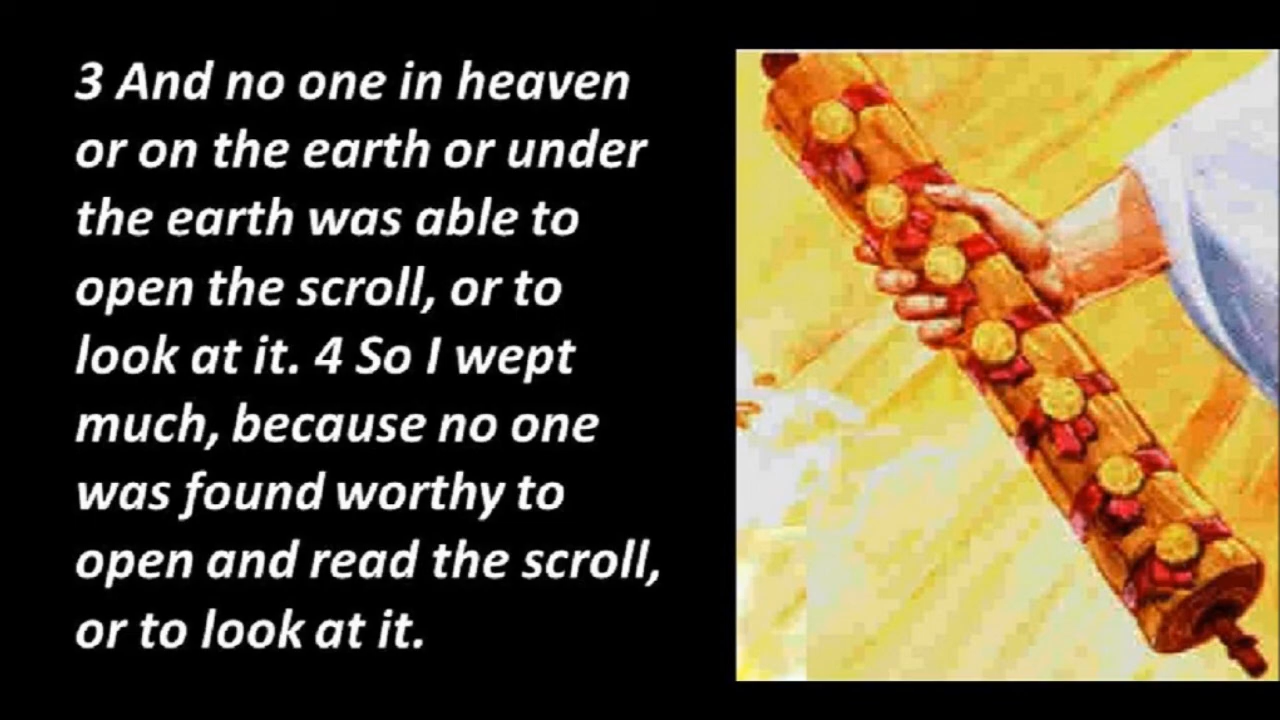 3 And no one in heaven
or on the earth or under
the earth was able to
open the scroll, or to
look at it. 4 So I wept
much, because no one
was found worthy to
open and read the scroll,
or to look at it.